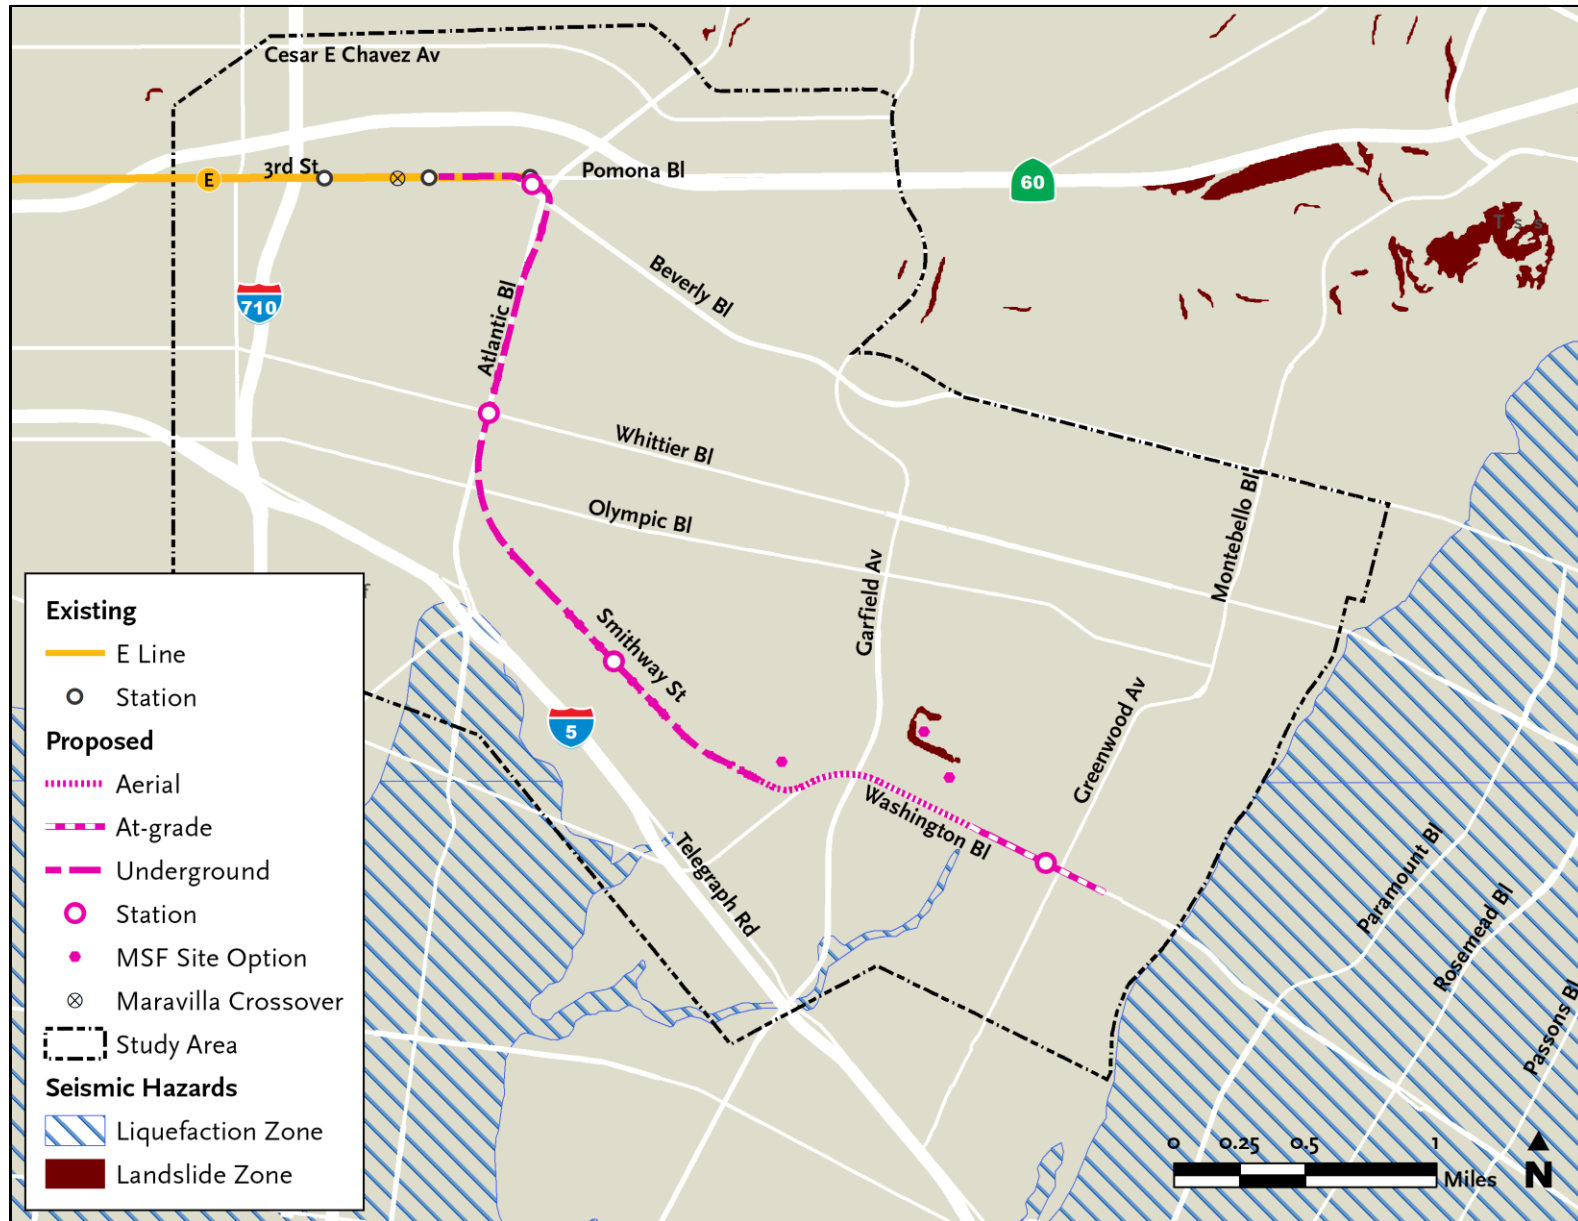 Cesar E Chavez Av
3rd St
E
Pomona Bl
60
710
Atlantic Bl
Beverly Bl
Whittier Bl
Olympic Bl
Montebello Bl
Garfield Av
Smithway St
5
Greenwood Av
Washington Bl
Telegraph Rd
Paramount Bl
Rosemead Bl
Passons Bl
Existing
E Line
Station
Proposed
Aerial
At-grade
Underground
Station
MSF Site Option
Maravilla Crossover
Study Area
Seismic Hazards
Liquefaction Zone
Landslide Zone
0 0.25 0.5 1
Miles
N